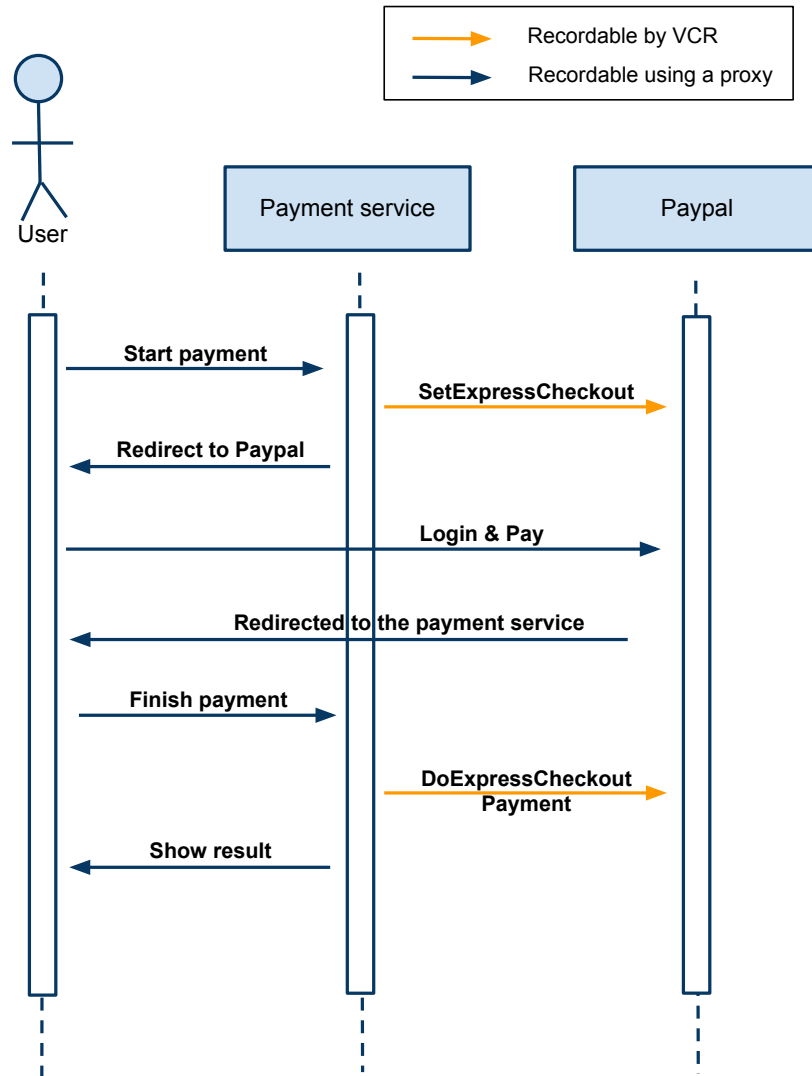 Recordable by VCR
Recordable using a proxy
User
Payment service
Paypal
Start payment
SetExpressCheckout
Redirect to Paypal
Login & Pay
Redirected to the payment service
Finish payment
DoExpressCheckout
Payment
Show result